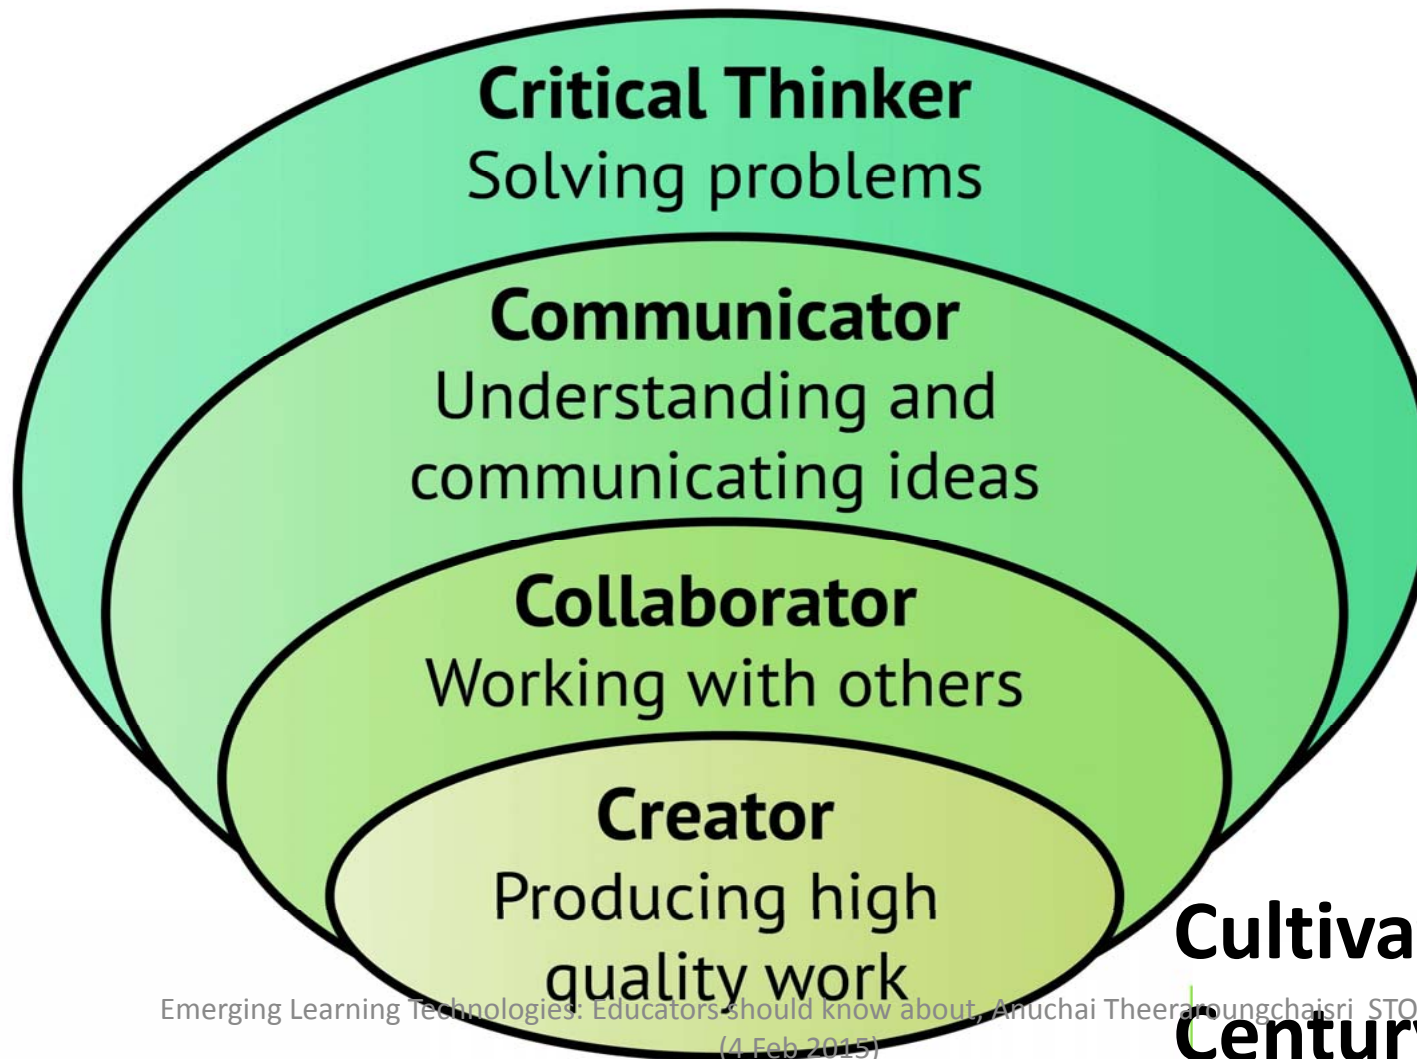 Critical Thinker
Solving problems
Communicator
Understanding and
communicating ideas
Collaborator
Working with others
Creator
Producing high
quality work
Cultiva
Century
Emerging Learning Technologies: Educators should know about, Anuchai Theeraroungchaisri STO
(4 Feb 2015)